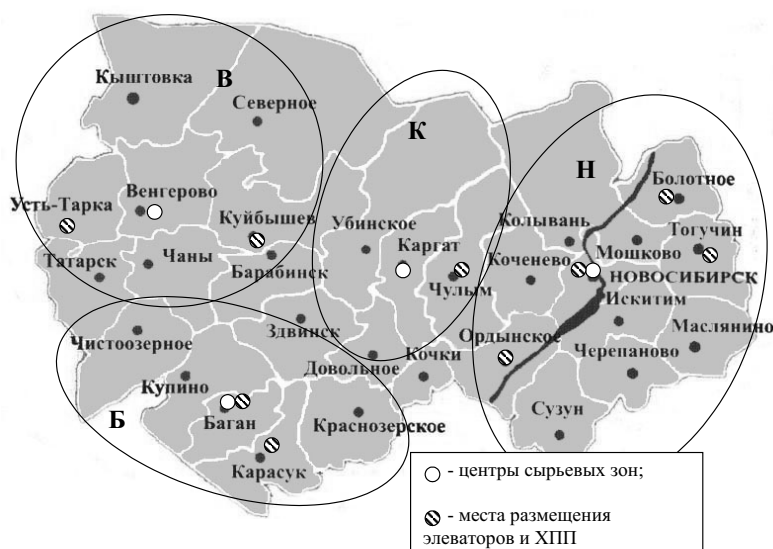 Кыштовка
В
Северное
К
Н
Болотное
Усть-Тарка
Венгерово
Куйбышев
Убинское
Колывань
Тогучин
Каргат
Мошково
Татарск
Чаны
Барабинск
Чулым
Коченево
НОВОСИБИРСК
Искитим
Чистоозерное
Здвинск
Ордынское
Маслянино
Довольное
Кочки
Черепаново
Купино
Б
Баган
Краснозерское
Сузун
Карасук
- центры сырьевых зон;
- места размещения
элеваторов и ХПП